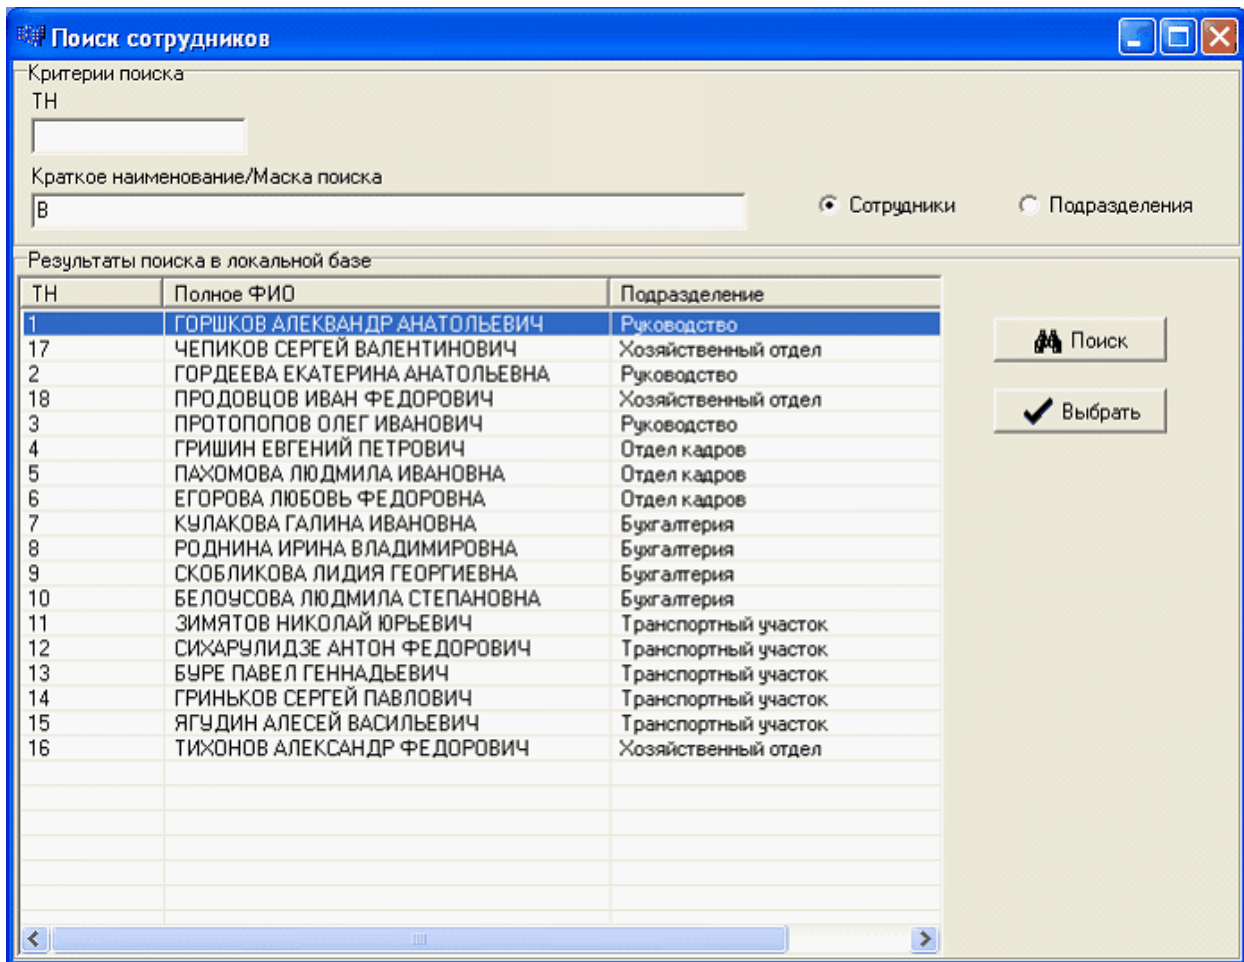 Поиск сотрудников
Критерии поиска
ТН
Краткое наименование/Маска поиска
В
Сотрудники Подразделения
Результаты поиска в локальной базе
ТН Полное ФИО Подразделение
1 ГОРШКОВ АЛЕКВАНДР АНАТОЛЬЕВИЧ Руководство
17 ЧЕПИКОВ СЕРГЕЙ ВАЛЕНТИНОВИЧ Хозяйственный отдел
2 ГОРДЕЕВА ЕКАТЕРИНА АНАТОЛЬЕВНА Руководство
18 ПРОДОВЦОВ ИВАН ФЕДОРОВИЧ Хозяйственный отдел
3 ПРОТОПОПОВ ОЛЕГ ИВАНОВИЧ Руководство
4 ГРИШИН ЕВГЕНИЙ ПЕТРОВИЧ Отдел кадров
5 ПАХОМОВА ЛЮДМИЛА ИВАНОВНА Отдел кадров
6 ЕГОРОВА ЛЮБОВЬ ФЕДОРОВНА Отдел кадров
7 КУЛАКОВА ГАЛИНА ИВАНОВНА Бухгалтерия
8 РОДНИНА ИРИНА ВЛАДИМИРОВНА Бухгалтерия
9 СКОБЛИКОВА ЛИДИЯ ГЕОРГИЕВНА Бухгалтерия
10 БЕЛОУСОВА ЛЮДМИЛА СТЕПАНОВНА Бухгалтерия
11 ЗИМЯТОВ НИКОЛАЙ ЮРЬЕВИЧ Транспортный участок
12 СИХАРУЛИДЗЕ АНТОН ФЕДОРОВИЧ Транспортный участок
13 БУРЕ ПАВЕЛ ГЕННАДЬЕВИЧ Транспортный участок
14 ГРИНЬКОВ СЕРГЕЙ ПАВЛОВИЧ Транспортный участок
15 ЯГУДИН АЛЕСЕЙ ВАСИЛЬЕВИЧ Транспортный участок
16 ТИХОНОВ АЛЕКСАНДР ФЕДОРОВИЧ Хозяйственный отдел
Поиск
Выбрать